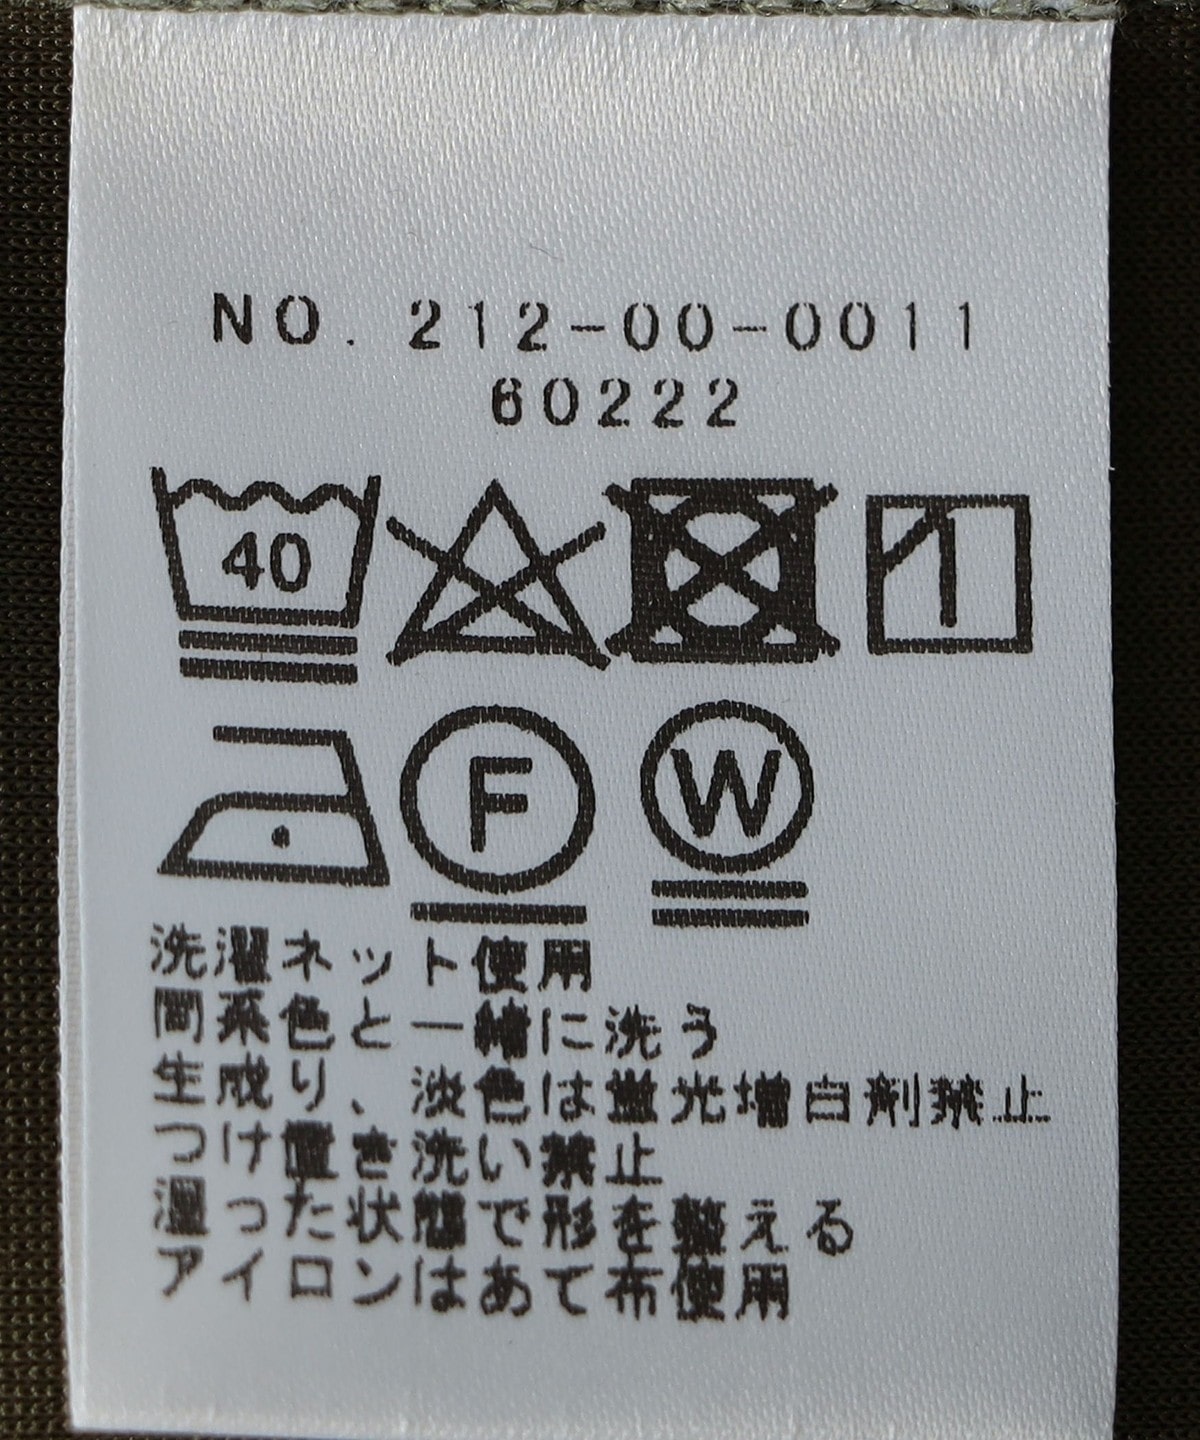 NO. 212-00-0011
60222
40
F W
洗濯ネット使用
同系色と一緒に洗う
生成り、淡色は蛍光増白剤禁止
つけ置き洗い禁止
湿った状態で形を整える
アイロンはあて布使用